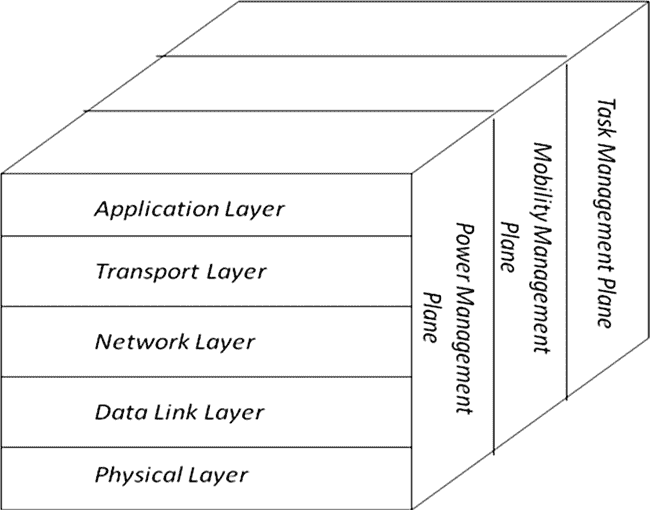 Application Layer
Transport Layer
Network Layer
Data Link Layer
Physical Layer
Power Management
Plane
Mobility Management
Plane
Task Management Plane